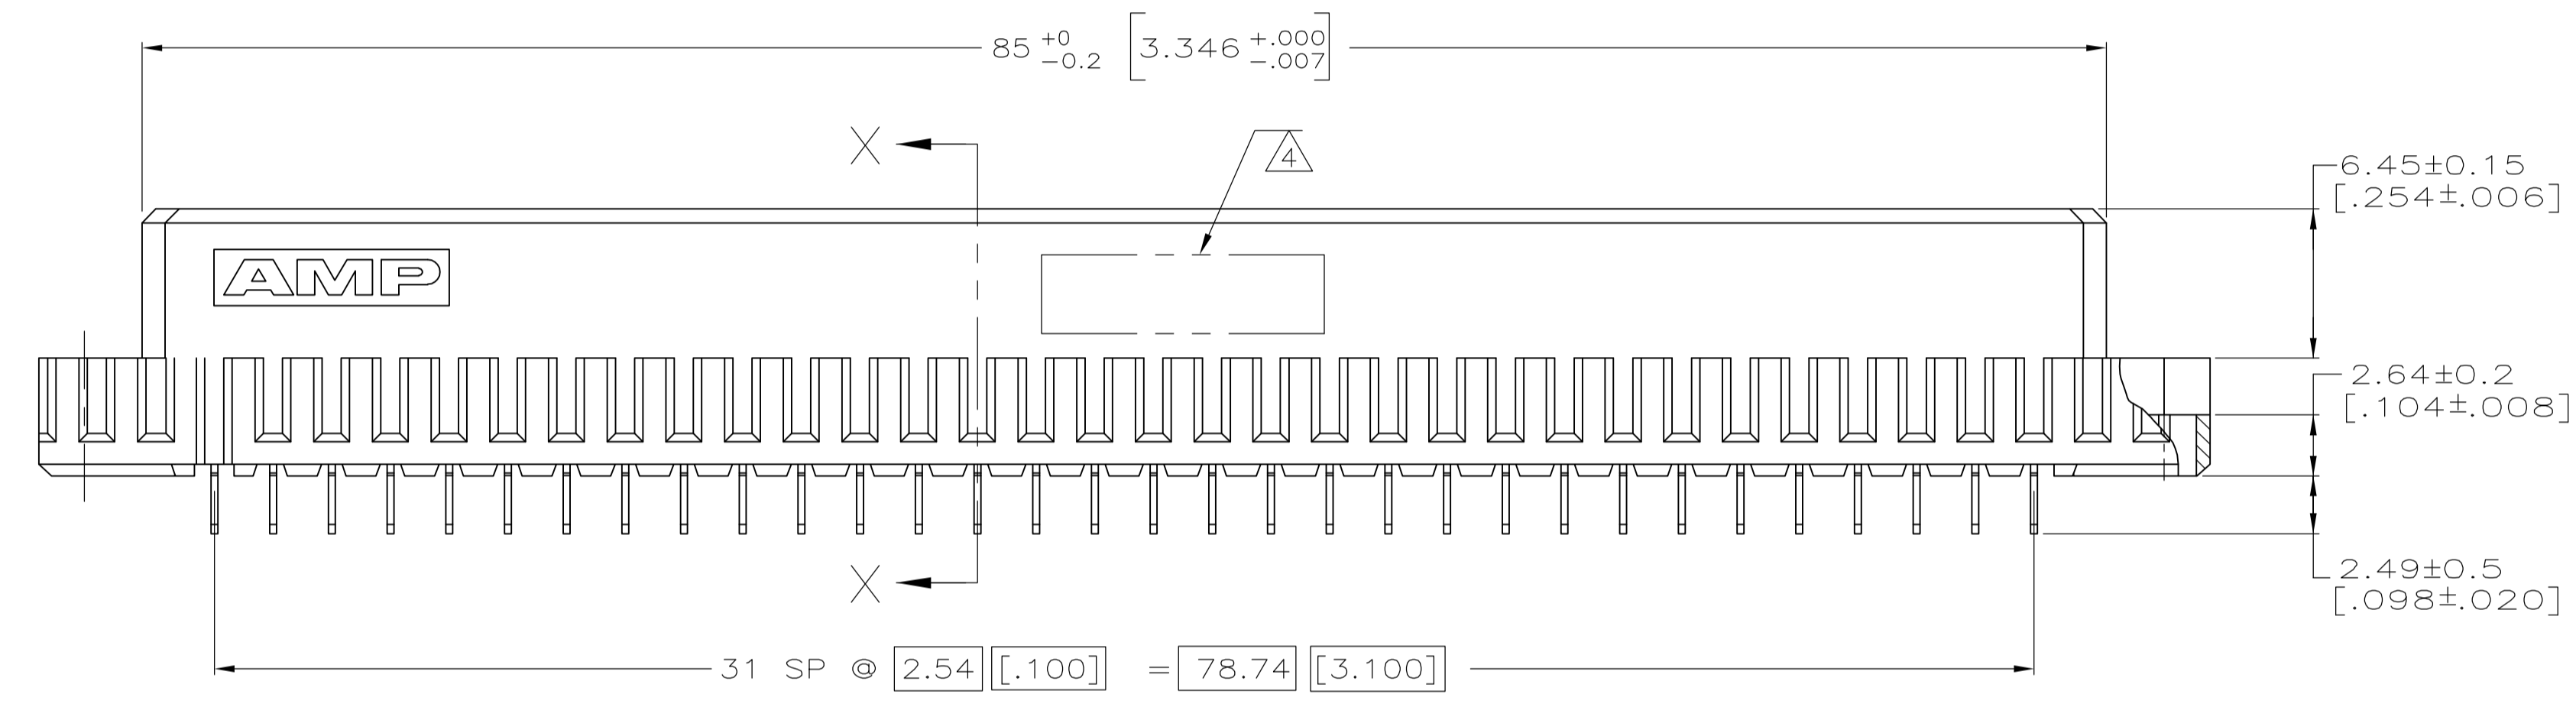 85 +0 -0.2 [3.346 +.000 -.007]
X
4
6.45±0.15
[.254±.006]
AMP
2.64±0.2
[.104±.008]
2.49±0.5
[.098±.020]
X
31 SP @ 2.54 [.100] = 78.74 [3.100]